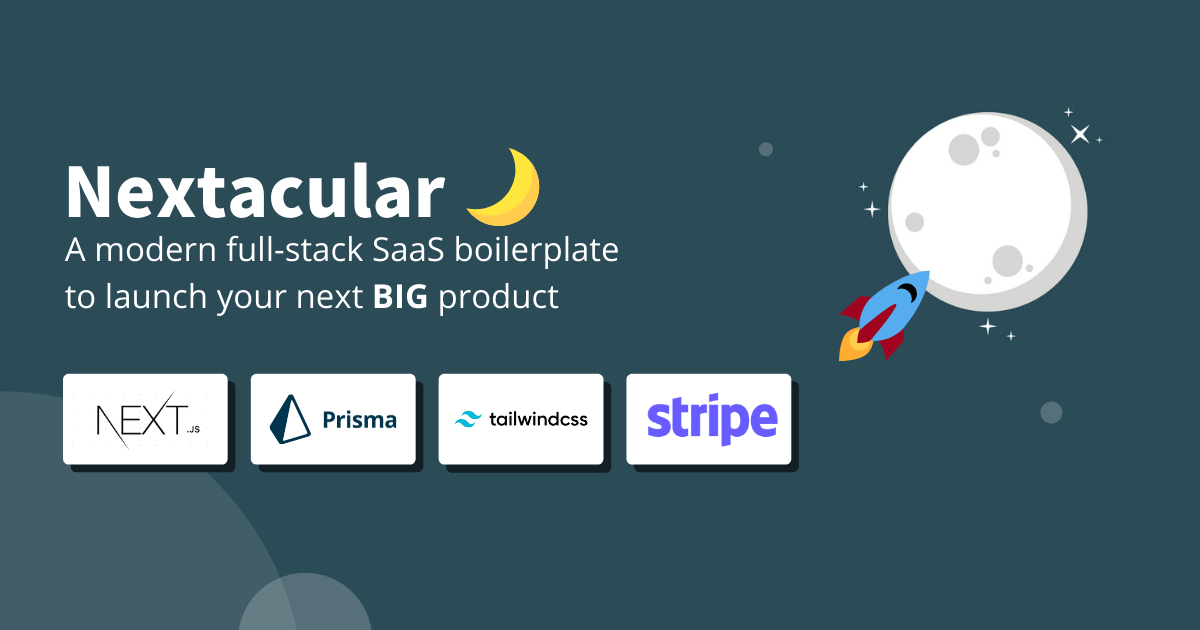 Nextacular
A modern full-stack SaaS boilerplate
to launch your next BIG product
NEXT.JS
Prisma
tailwindcss
stripe